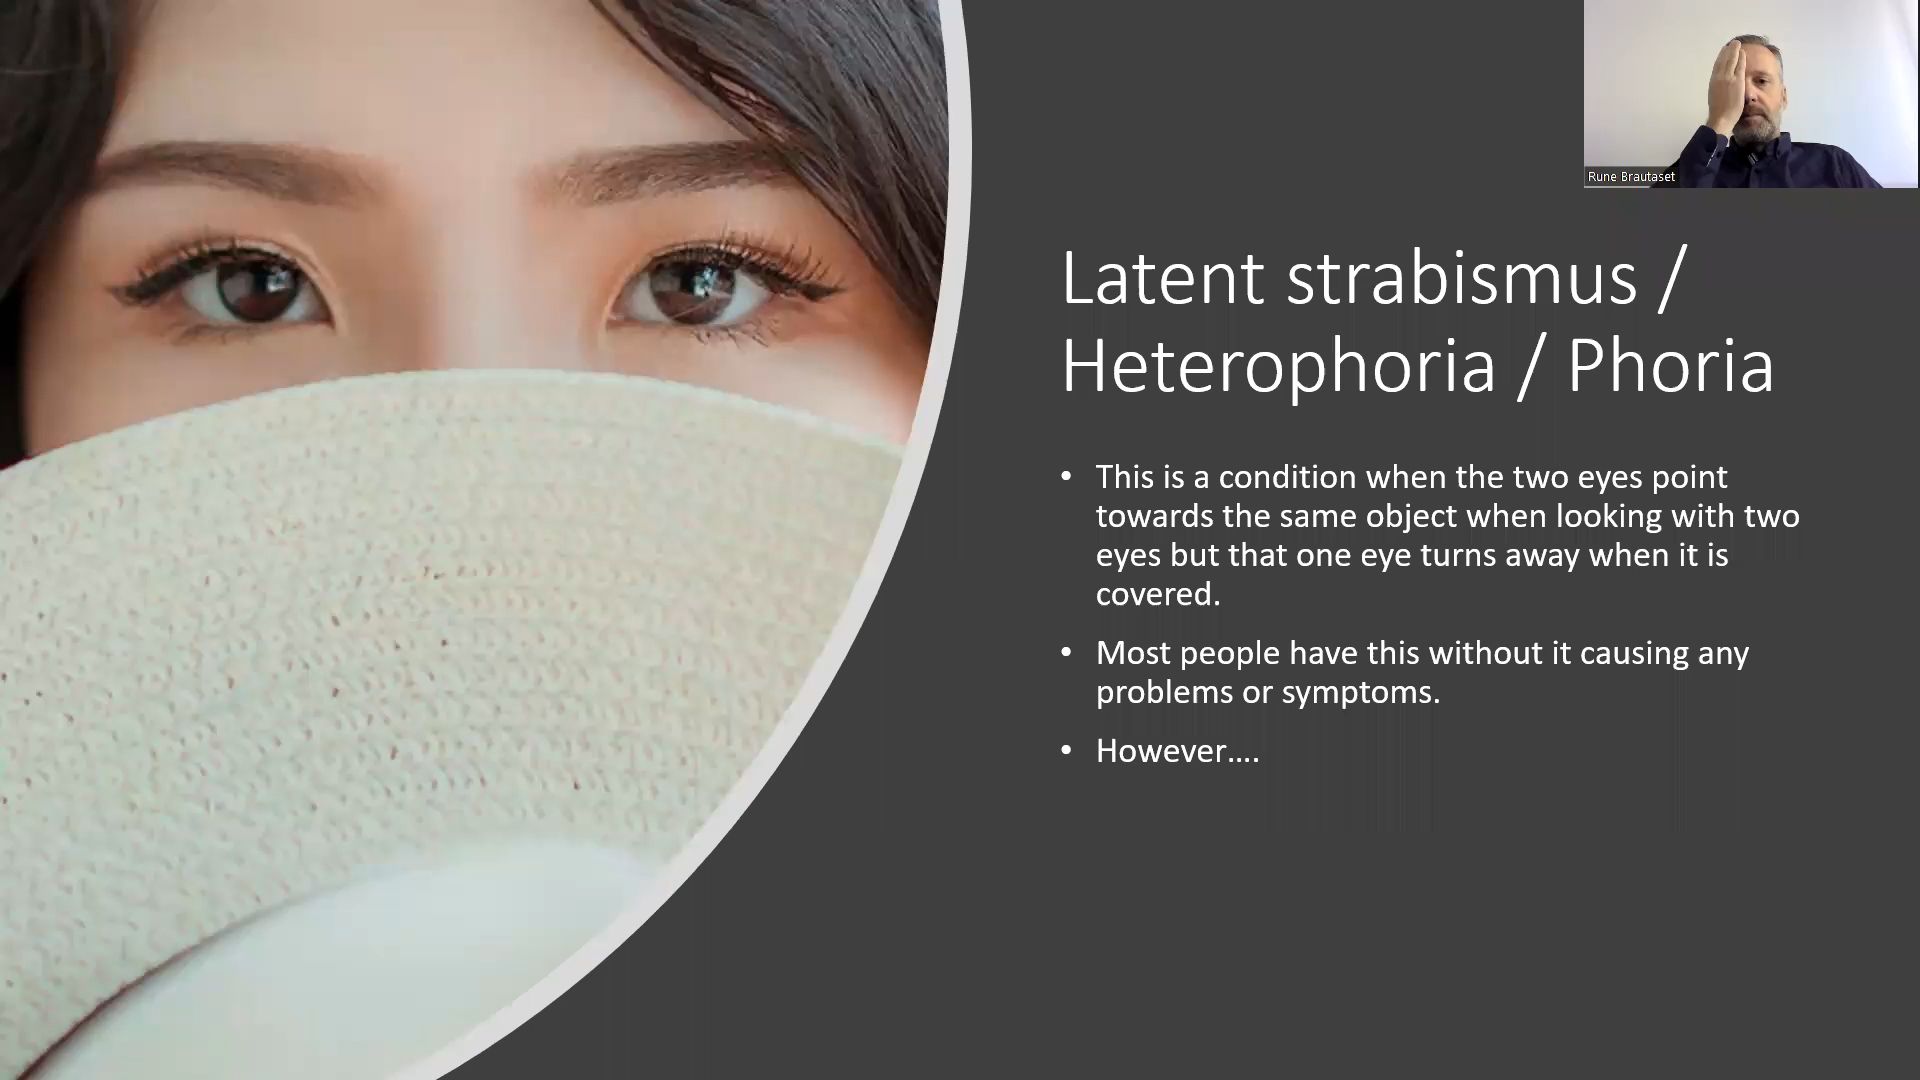 Rune Brautaset
Latent strabismus /
Heterophoria / Phoria
• This is a condition when the two eyes point
towards the same object when looking with two
eyes but that one eye turns away when it is
covered.
• Most people have this without it causing any
problems or symptoms.
• However….